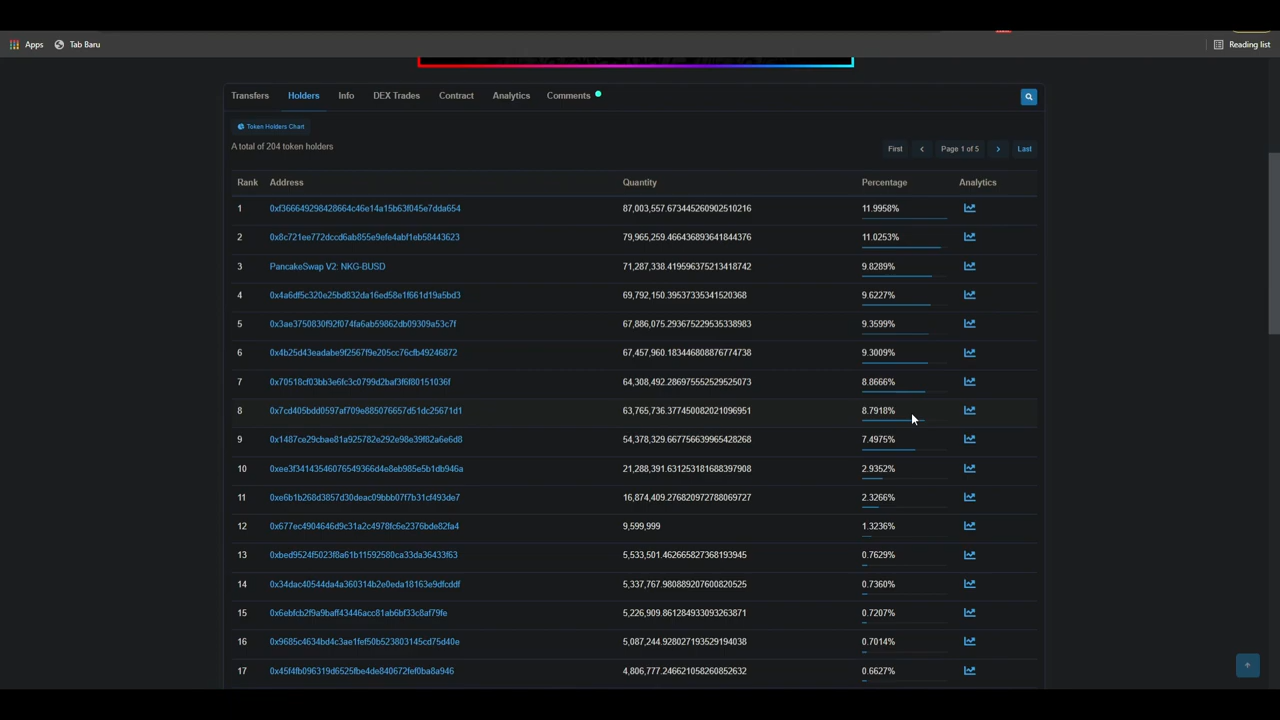 Apps Tab Baru Reading list
Transfers Holders Info DEX Trades Contract Analytics Comments
Token Holders Chart
A total of 204 token holders
First Page 1 of 5 Last
Rank Address Quantity Percentage Analytics
1 0xf366649298428664c46e14a15b63f045e7dda654 87,003,557.673445260902510216 11.9958%
2 0x8c721ee772dccd6ab855e9efe4abf1eb58443623 79,965,259.466436893641844376 11.0253%
3 PancakeSwap V2: NKG-BUSD 71,287,338.419596375213418742 9.8289%
4 0x4a6df5c320e25bd832da16ed58e1f661d19a5bd3 69,792,150.39537335341520368 9.6227%
5 0x3ae3750830f92f074fa6ab59862db09309a53c7f 67,886,075.293675229535338983 9.3599%
6 0x4b25d43eadabe9f2567f9e205cc76cfb49246872 67,457,960.183446808876774738 9.3009%
7 0x70518cf03bb3e6fc3c0799d2baf3f6f80151036f 64,308,492.286975552529525073 8.8666%
8 0x7cd405bdd0597af709e885076657d51dc25671d1 63,765,736.377450082021096951 8.7918%
9 0x1487ce29cbae81a925782e292e98e39f82a6e6d8 54,378,329.667756639965428268 7.4975%
10 0xee3f34143546076549366d4e8eb985e5b1db946a 21,288,391.631253181688397908 2.9352%
11 0xe6b1b268d3857d30deac09bbb07f7b31cf493de7 16,874,409.276820972788069727 2.3266%
12 0x677ec4904646d9c31a2c4978fc6e2376bde82fa4 9,599,999 1.3236%
13 0xbed9524f5023f8a61b11592580ca33da36433f63 5,533,501.462665827368193945 0.7629%
14 0x34dac40544da4a360314b2e0eda18163e9dfcddf 5,337,767.980889207600820525 0.7360%
15 0x6ebfcb2f9a9baff43446acc81ab6bf33c8af79fe 5,226,909.861284933093263871 0.7207%
16 0x9685c4634bd4c3ae1fef50b523803145cd75d40e 5,087,244.928027193529194038 0.7014%
17 0x45f4fb096319d6525fbe4de840672fef0ba8a946 4,806,777.246621058260852632 0.6627%